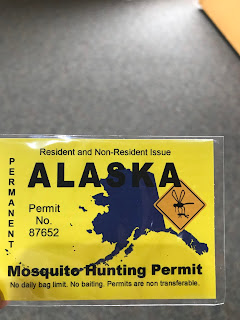 Resident and Non-Resident Issue
ALASKA
PERMANENT
Permit
No.
87652
Mosquito Hunting Permit
No daily bag limit. No baiting. Permits are non transferable.